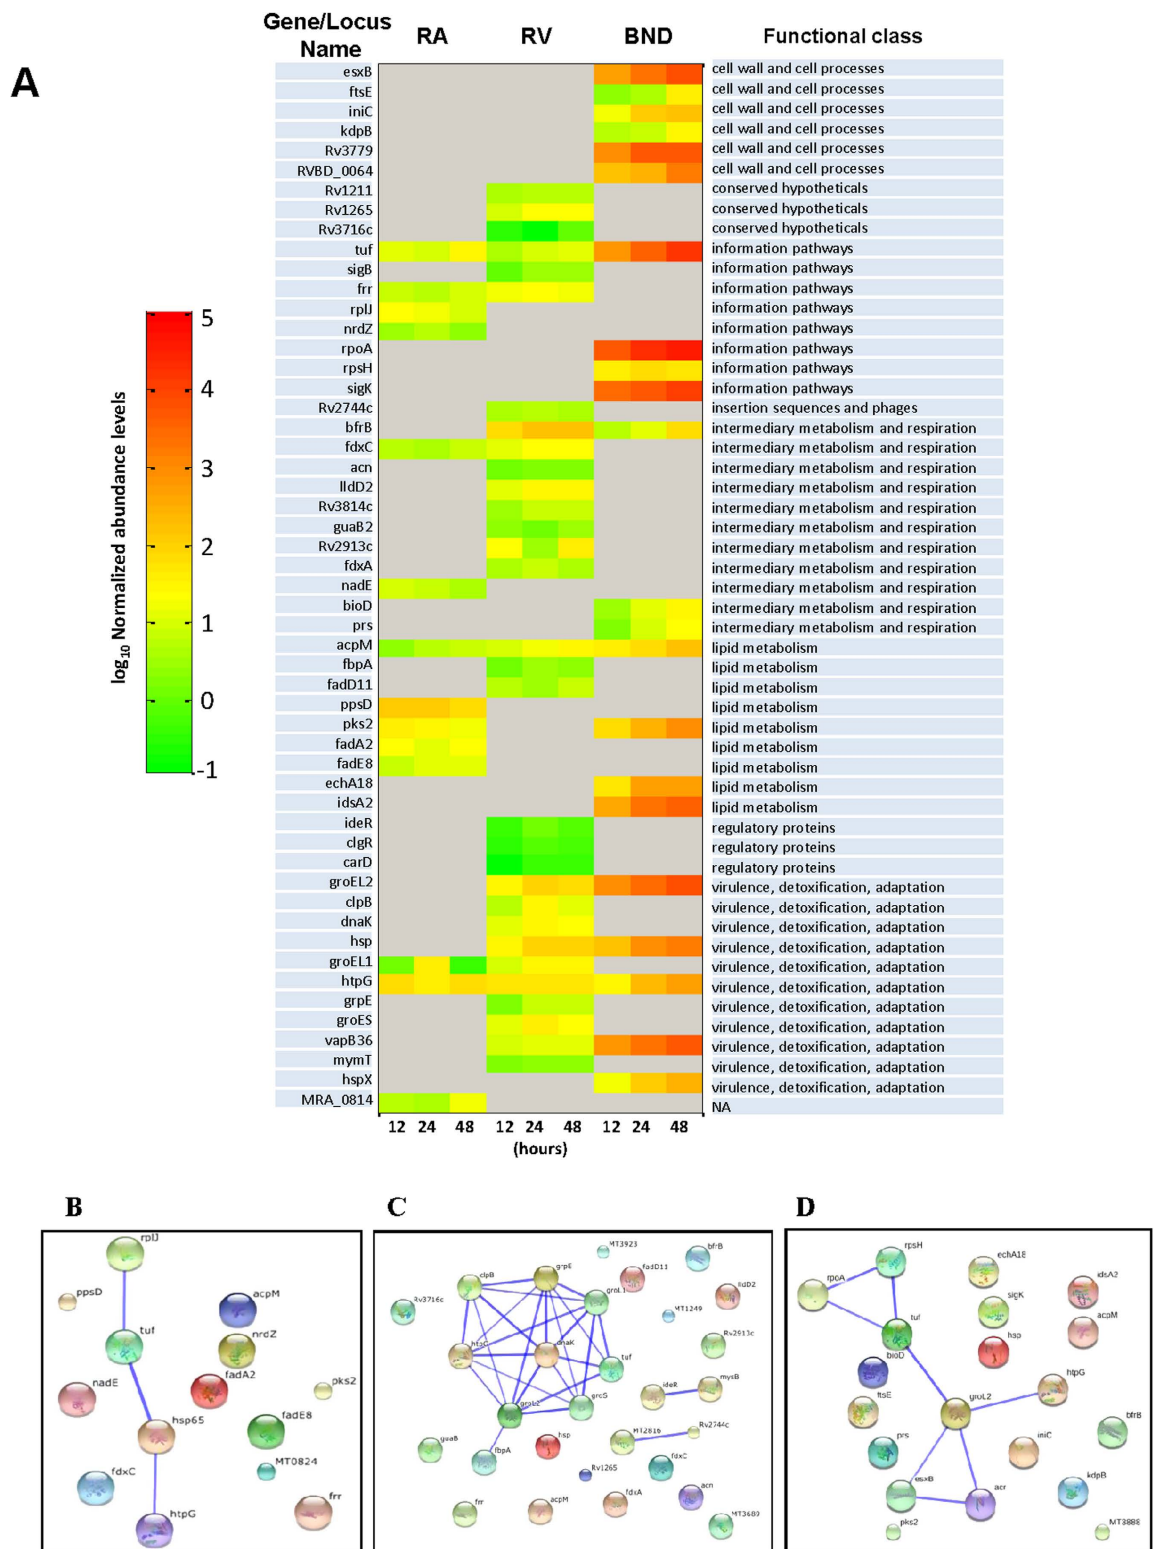 A
Gene/Locus Name RA RV BND Functional class
esxB cell wall and cell processes
ftsE cell wall and cell processes
iniC cell wall and cell processes
kdpB cell wall and cell processes
Rv3779 cell wall and cell processes
RVBD_0064 cell wall and cell processes
Rv1211 conserved hypotheticals
Rv1265 conserved hypotheticals
Rv3716c conserved hypotheticals
tuf information pathways
sigB information pathways
frr information pathways
rplJ information pathways
nrdZ information pathways
rpoA information pathways
rpsH information pathways
sigK information pathways
Rv2744c insertion sequences and phages
bfrB intermediary metabolism and respiration
fdxC intermediary metabolism and respiration
acn intermediary metabolism and respiration
lldD2 intermediary metabolism and respiration
Rv3814c intermediary metabolism and respiration
guaB2 intermediary metabolism and respiration
Rv2913c intermediary metabolism and respiration
fdxA intermediary metabolism and respiration
nadE intermediary metabolism and respiration
bioD intermediary metabolism and respiration
prs intermediary metabolism and respiration
acpM lipid metabolism
fbpA lipid metabolism
fadD11 lipid metabolism
ppsD lipid metabolism
pks2 lipid metabolism
fadA2 lipid metabolism
fadE8 lipid metabolism
echA18 lipid metabolism
idsA2 lipid metabolism
ideR regulatory proteins
clgR regulatory proteins
carD regulatory proteins
groEL2 virulence, detoxification, adaptation
clpB virulence, detoxification, adaptation
dnaK virulence, detoxification, adaptation
hsp virulence, detoxification, adaptation
groEL1 virulence, detoxification, adaptation
htpG virulence, detoxification, adaptation
grpE virulence, detoxification, adaptation
groES virulence, detoxification, adaptation
vapB36 virulence, detoxification, adaptation
mymT virulence, detoxification, adaptation
hspX virulence, detoxification, adaptation
MRA_0814 NA
12 24 48 12 24 48 12 24 48
(hours)
log10 Normalized abundance levels
5
4
3
2
1
0
-1
B
rplJ
ppsD
acpM
tuf
nrdZ
nadE
fadA2
pks2
hsp65
fadE8
MT0824
fdxC
frr
htpG
C
MT3923
bfrB
grpE
fadD11
clpB
groL1
lldD2
Rv3716c
MT1249
htpG
dnaK
Rv2913c
tuf
ideR
mysB
groS
groL2
MT2816
Rv2744c
guaB
fbpA
hsp
Rv1265
fdxC
frr
acpM
fdxA
acn
MT3689
D
rpsH
echA18
rpoA
idsA2
sigK
tuf
acpM
hsp
bioD
htpG
ftsE
groL2
bfrB
prs
iniC
esxB
acr
kdpB
pks2
MT3888